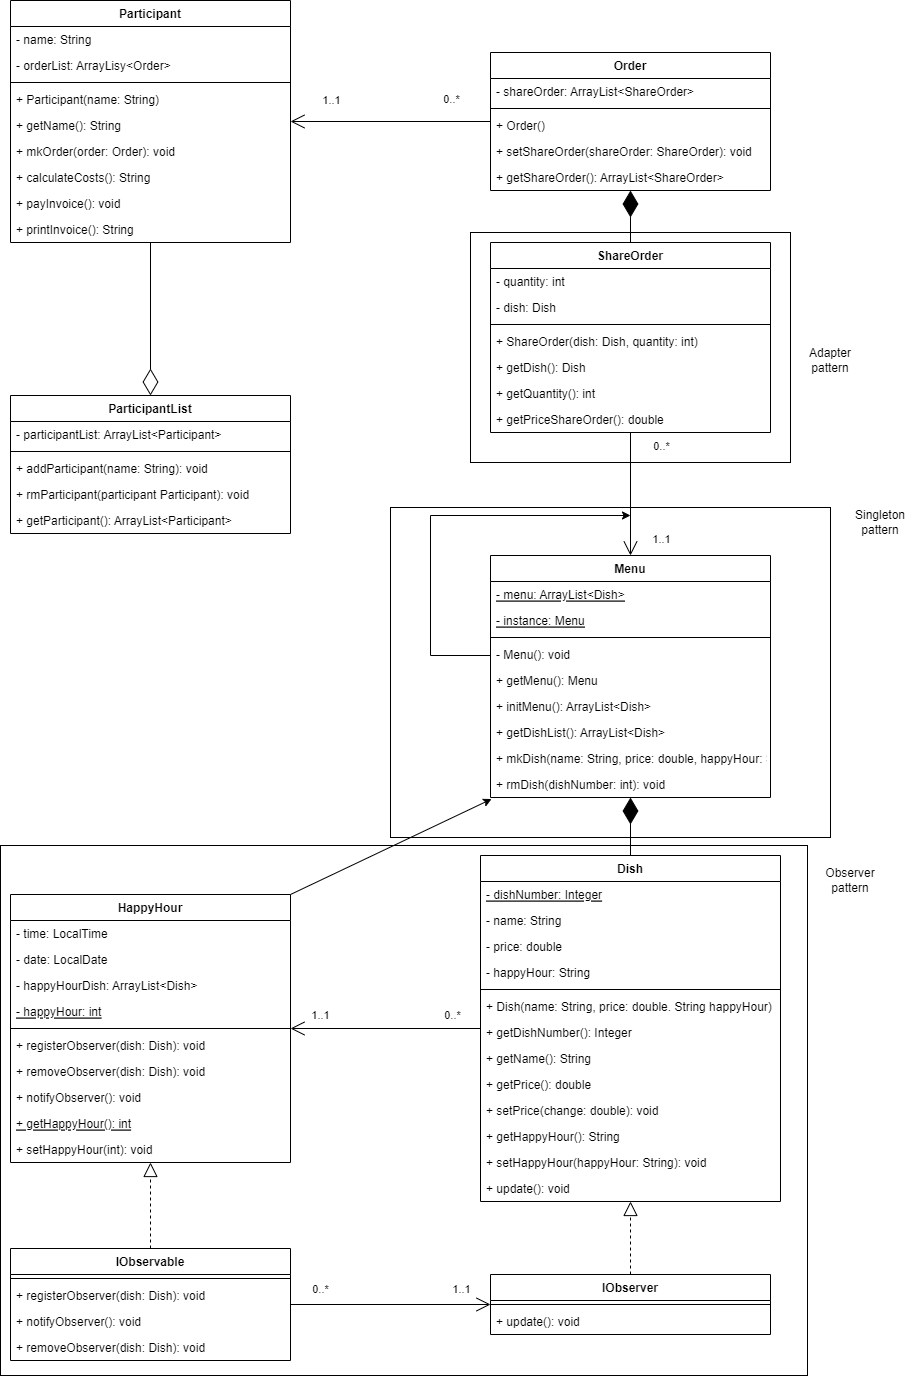 Participant
- name: String
- orderList: ArrayLisy<Order>
+ Participant(name: String)
+ getName(): String
+ mkOrder(order: Order): void
+ calculateCosts(): String
+ payInvoice(): void
+ printInvoice(): String
1..1
0..*
Order
- shareOrder: ArrayList<ShareOrder>
+ Order()
+ setShareOrder(shareOrder: ShareOrder): void
+ getShareOrder(): ArrayList<ShareOrder>
ShareOrder
- quantity: int
- dish: Dish
+ ShareOrder(dish: Dish, quantity: int)
+ getDish(): Dish
+ getQuantity(): int
+ getPriceShareOrder(): double
Adapter
pattern
0..*
ParticipantList
- participantList: ArrayList<Participant>
+ addParticipant(name: String): void
+ rmParticipant(participant Participant): void
+ getParticipant(): ArrayList<Participant>
Singleton
pattern
1..1
Menu
- menu: ArrayList<Dish>
- instance: Menu
- Menu(): void
+ getMenu(): Menu
+ initMenu(): ArrayList<Dish>
+ getDishList(): ArrayList<Dish>
+ mkDish(name: String, price: double, happyHour:
+ rmDish(dishNumber: int): void
Observer
pattern
Dish
- dishNumber: Integer
- name: String
- price: double
- happyHour: String
+ Dish(name: String, price: double. String happyHour)
+ getDishNumber(): Integer
+ getName(): String
+ getPrice(): double
+ setPrice(change: double): void
+ getHappyHour(): String
+ setHappyHour(happyHour: String): void
+ update(): void
HappyHour
- time: LocalTime
- date: LocalDate
- happyHourDish: ArrayList<Dish>
- happyHour: int
+ registerObserver(dish: Dish): void
+ removeObserver(dish: Dish): void
+ notifyObserver(): void
+ getHappyHour(): int
+ setHappyHour(int): void
1..1
0..*
IObservable
+ registerObserver(dish: Dish): void
+ notifyObserver(): void
+ removeObserver(dish: Dish): void
0..*
1..1
IObserver
+ update(): void